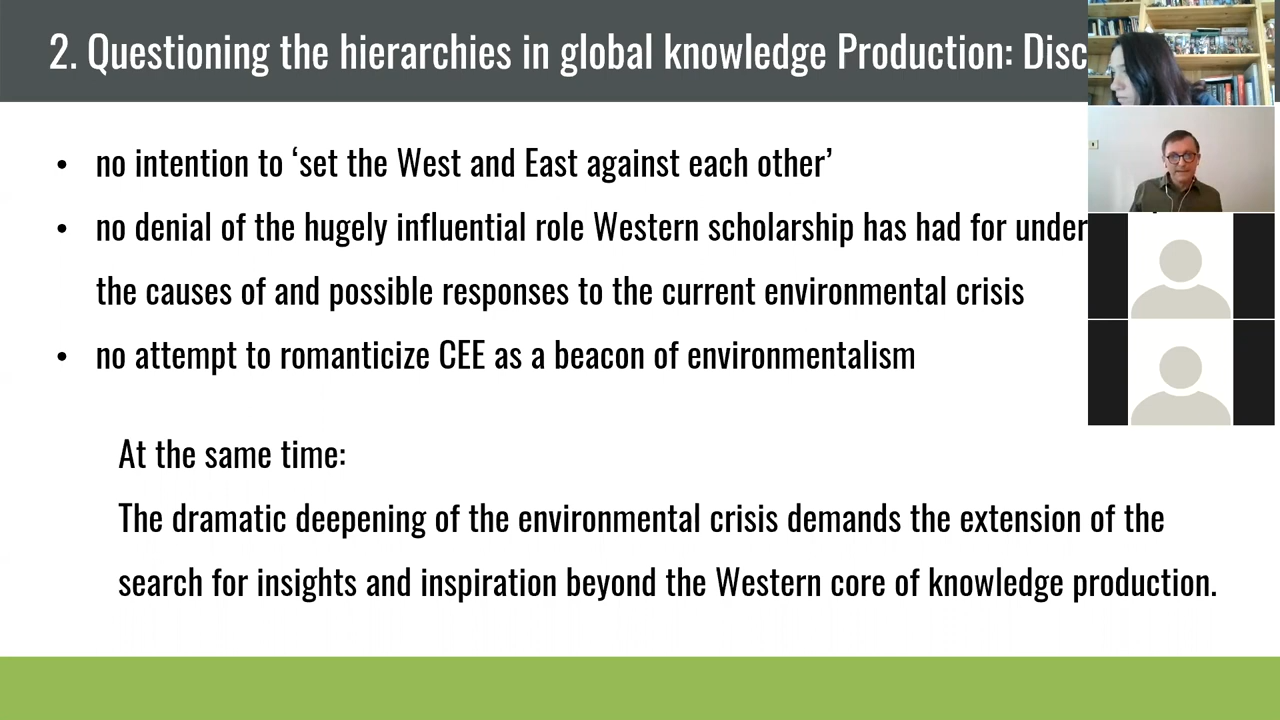 2. Questioning the hierarchies in global knowledge Production: Disc
• no intention to ‘set the West and East against each other’
• no denial of the hugely influential role Western scholarship has had for under
the causes of and possible responses to the current environmental crisis
• no attempt to romanticize CEE as a beacon of environmentalism
At the same time:
The dramatic deepening of the environmental crisis demands the extension of the
search for insights and inspiration beyond the Western core of knowledge production.